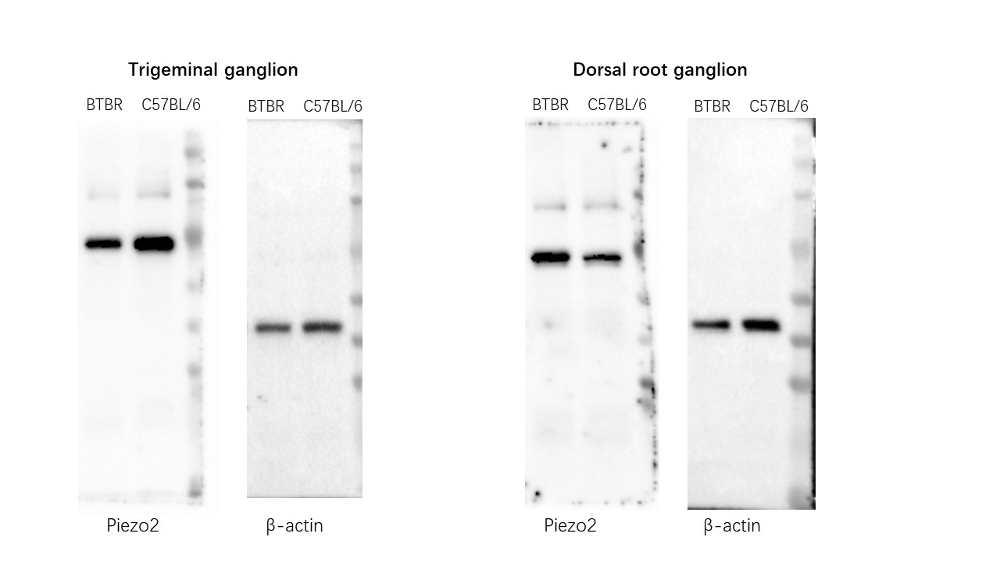 Trigeminal ganglion
Dorsal root ganglion
BTBR C57BL/6
BTBR C57BL/6
BTBR C57BL/6
BTBR C57BL/6
Piezo2
β-actin
Piezo2
β-actin